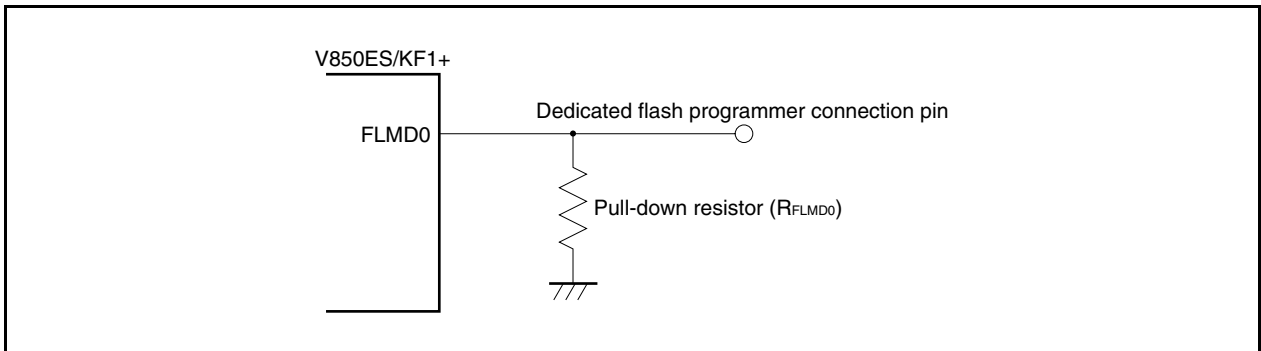 V850ES/KF1+
Dedicated flash programmer connection pin
FLMD0
Pull-down resistor (RFLMD0)